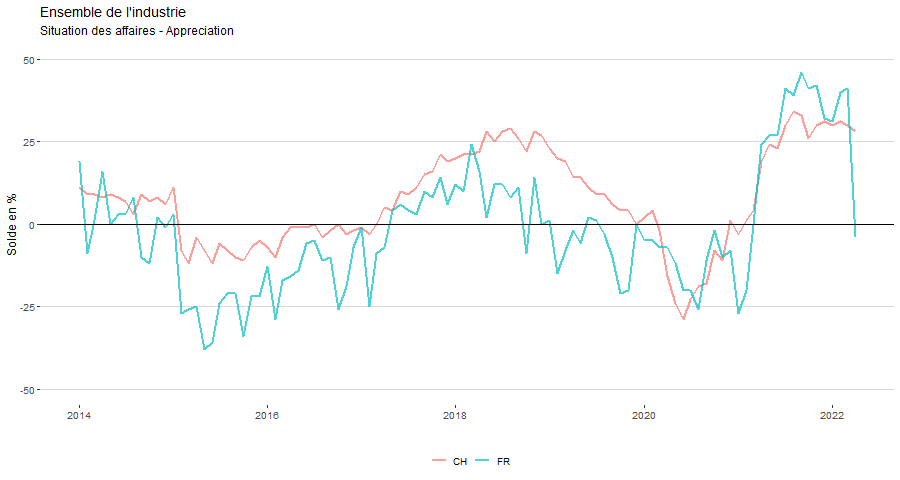 Ensemble de l'industrie
Situation des affaires - Appreciation
Solde en %
50
25
0
-25
-50
2014
2016
2018
2020
2022
CH
FR